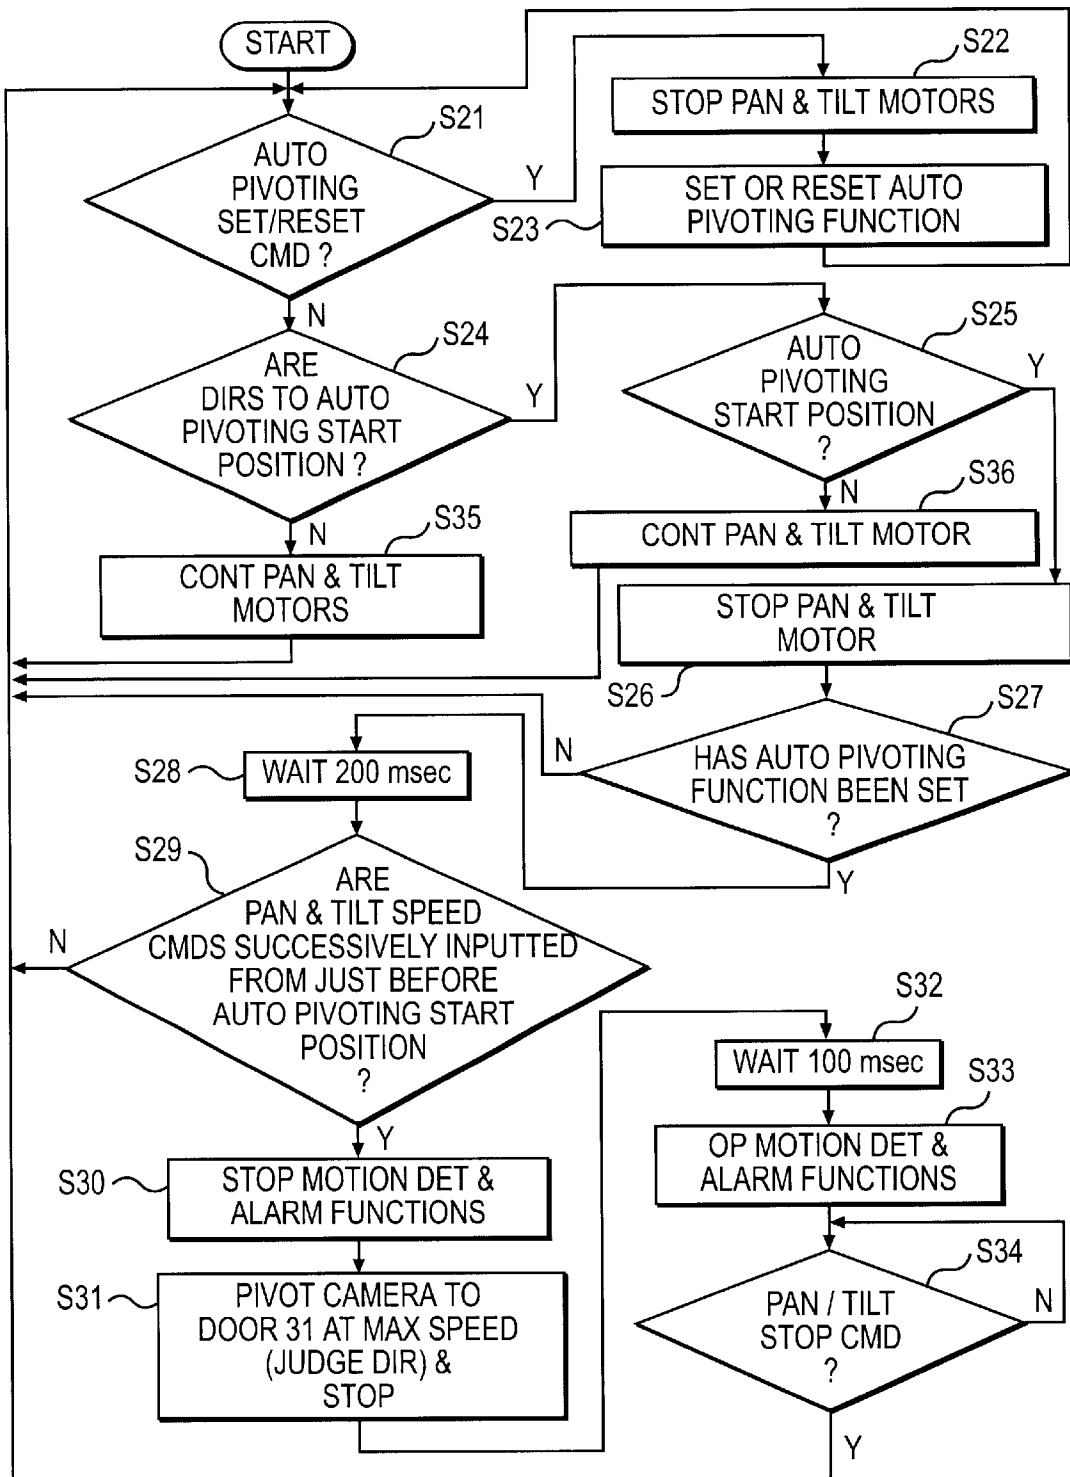 START
S21
AUTO
PIVOTING
SET/RESET
CMD ?
Y
N
S22
STOP PAN & TILT MOTORS
SET OR RESET AUTO
PIVOTING FUNCTION
S23
S24
ARE
DIRS TO AUTO
PIVOTING START
POSITION ?
Y
N
S25
AUTO
PIVOTING
START POSITION
?
Y
N
S35
CONT PAN & TILT
MOTORS
S36
CONT PAN & TILT MOTOR
STOP PAN & TILT
MOTOR
S26
S27
HAS AUTO PIVOTING
FUNCTION BEEN SET
?
N
Y
S28
WAIT 200 msec
S29
ARE
PAN & TILT SPEED
CMDS SUCCESSIVELY INPUTTED
FROM JUST BEFORE
AUTO PIVOTING START
POSITION
?
N
Y
S30
STOP MOTION DET &
ALARM FUNCTIONS
S31
PIVOT CAMERA TO
DOOR 31 AT MAX SPEED
(JUDGE DIR) &
STOP
S32
WAIT 100 msec
S33
OP MOTION DET &
ALARM FUNCTIONS
S34
PAN / TILT
STOP CMD
?
N
Y